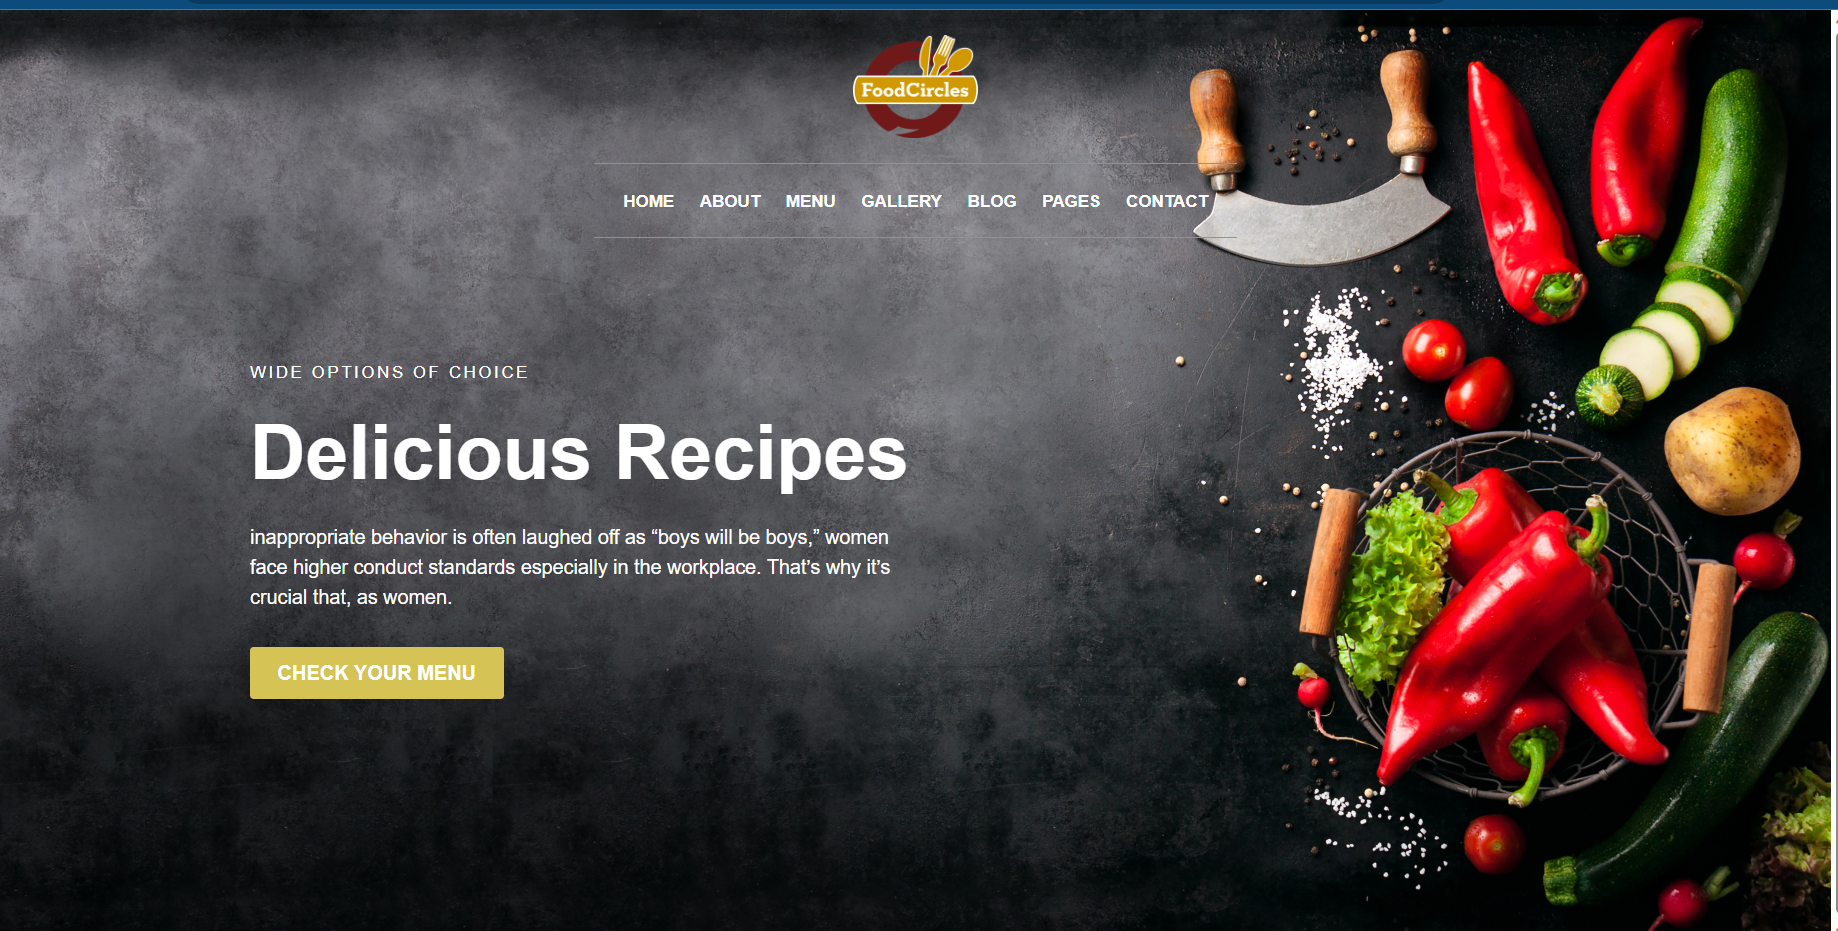 FoodCircles
HOME ABOUT MENU GALLERY BLOG PAGES CONTACT
WIDE OPTIONS OF CHOICE
Delicious Recipes
inappropriate behavior is often laughed off as “boys will be boys,” women
face higher conduct standards especially in the workplace. That’s why it’s
crucial that, as women.
CHECK YOUR MENU